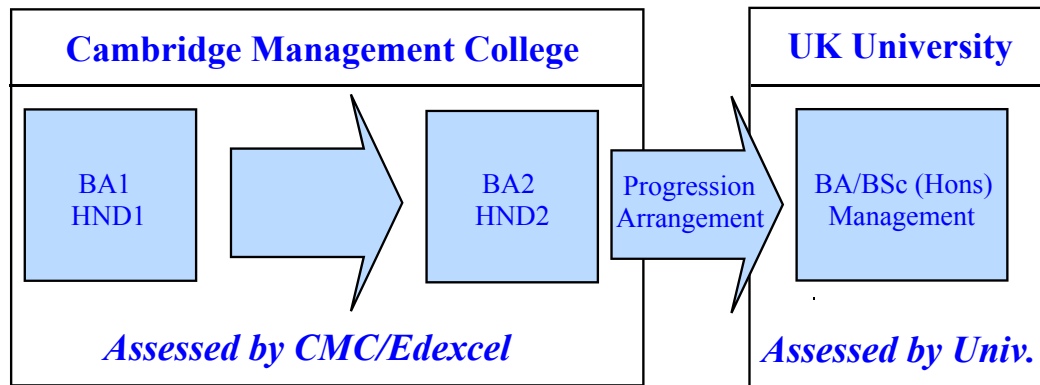 Cambridge Management College
UK University
BA1
HND1
BA2
HND2
Progression
Arrangement
BA/BSc (Hons)
Management
Assessed by CMC/Edexcel
Assessed by Univ.